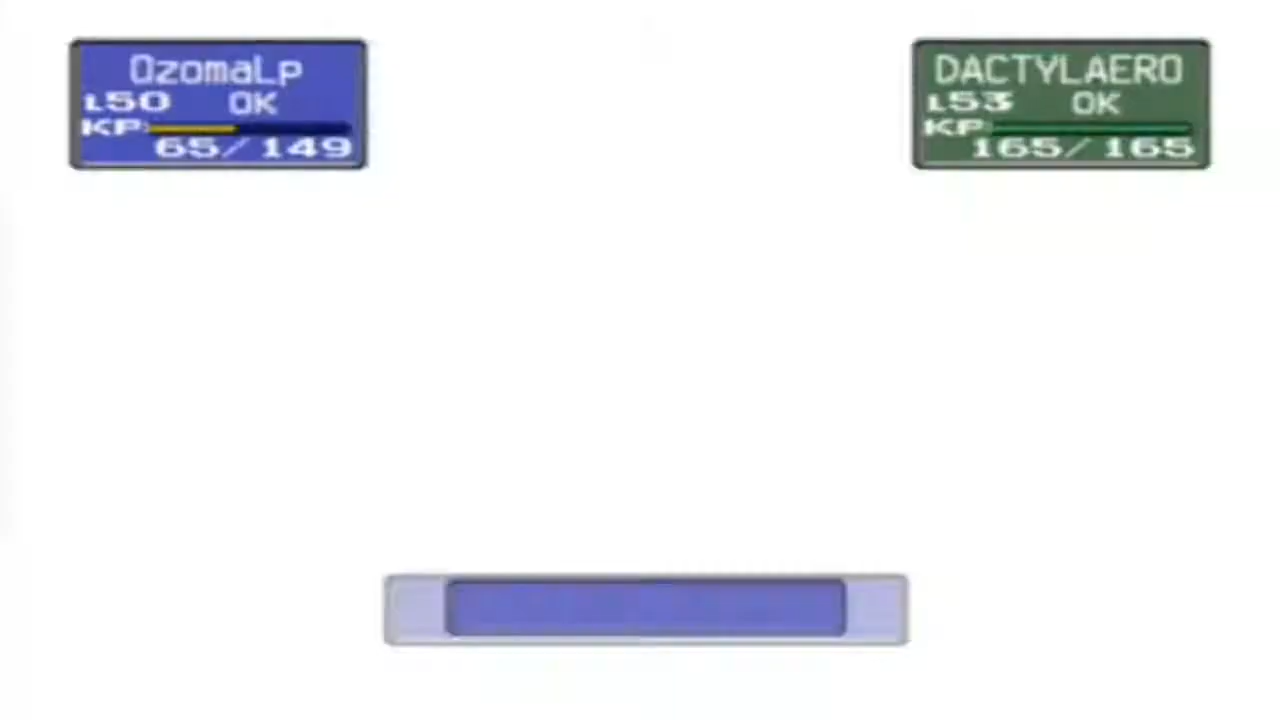 OzomaLp
L50 OK
KP:
65/149
DACTYLAERO
L53 OK
KP:
165/165